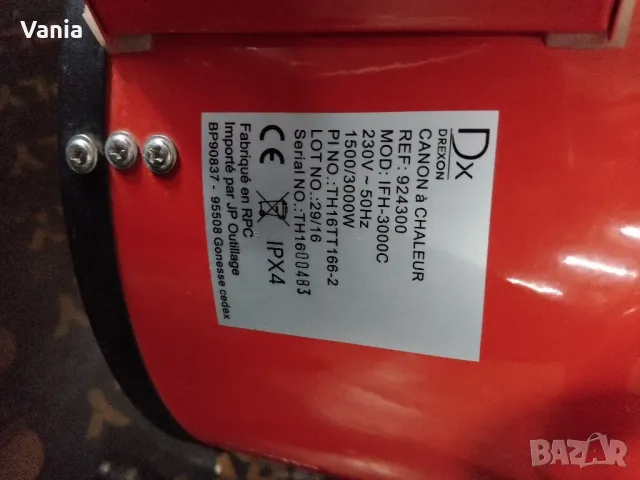 Vania
Dx
DREXON
CANON à CHALEUR
REF: 924300
MOD: IFH-3000C
230V ~ 50Hz
1500/3000W
PI NO.:TH16TT166-2
LOT NO.:29/16
Serial NO.:TH1600483
CE IPX4
Fabriqué en RPC
Importé par JP Outillage
BP90837 - 95508 Gonesse cedex
BAZAR